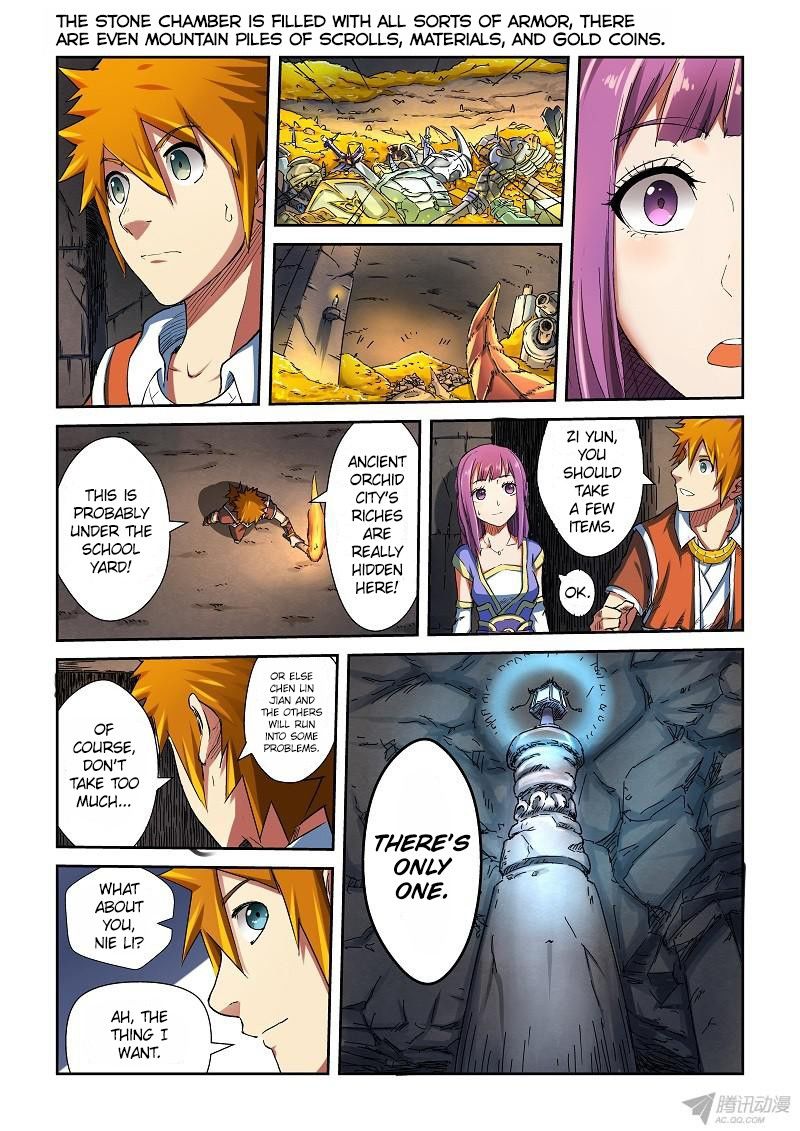 THE STONE CHAMBER IS FILLED WITH ALL SORTS OF ARMOR, THERE
ARE EVEN MOUNTAIN PILES OF SCROLLS, MATERIALS, AND GOLD COINS.
THIS IS
PROBABLY
UNDER THE
SCHOOL
YARD!
ANCIENT
ORCHID
CITY'S
RICHES
ARE
REALLY
HIDDEN
HERE!
ZI YUN,
YOU
SHOULD
TAKE
A FEW
ITEMS.
OK.
OF
COURSE,
DON'T
TAKE TOO
MUCH...
OR ELSE
CHEN LIN
JIAN AND THE
OTHERS
WILL RUN
INTO SOME
PROBLEMS.
WHAT
ABOUT
YOU,
NIE LI?
AH, THE
THING I
WANT.
THERE'S
ONLY
ONE.
腾讯动漫
AC.QQ.COM